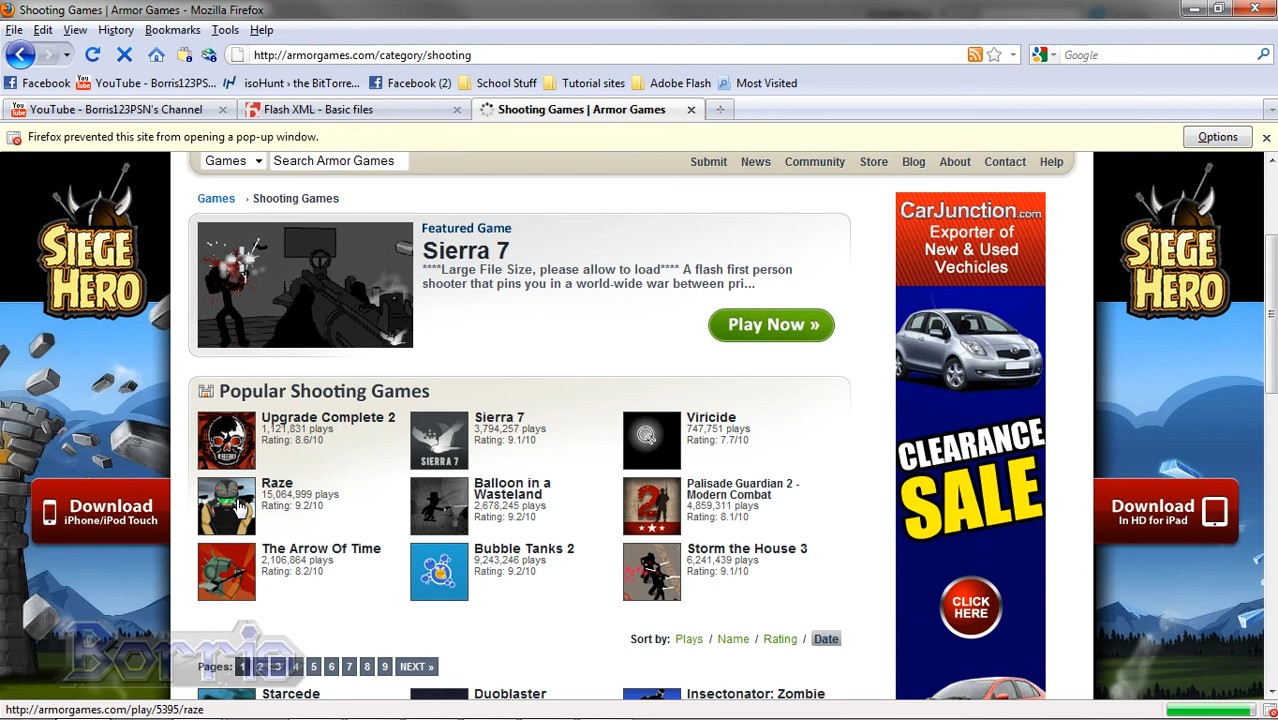 Shooting Games | Armor Games - Mozilla Firefox
File Edit View History Bookmarks Tools Help
http://armorgames.com/category/shooting
Google
Facebook YouTube - Borris123PS... isoHunt › the BitTorre... Facebook (2) School Stuff Tutorial sites Adobe Flash Most Visited
YouTube - Borris123PSN's Channel Flash XML - Basic files Shooting Games | Armor Games
Firefox prevented this site from opening a pop-up window. Options
Games Search Armor Games Submit News Community Store Blog About Contact Help
Games › Shooting Games
Featured Game
Sierra 7
****Large File Size, please allow to load**** A flash first person
shooter that pins you in a world-wide war between pri...
Play Now »
Popular Shooting Games
Upgrade Complete 2
1,121,831 plays
Rating: 8.6/10
Sierra 7
3,794,257 plays
Rating: 9.1/10
SIERRA 7
Viricide
747,751 plays
Rating: 7.7/10
Raze
15,064,999 plays
Rating: 9.2/10
Balloon in a
Wasteland
2,678,245 plays
Rating: 9.2/10
Palisade Guardian 2 -
Modern Combat
4,859,311 plays
Rating: 8.1/10
2
The Arrow Of Time
2,106,864 plays
Rating: 8.2/10
Bubble Tanks 2
9,243,246 plays
Rating: 9.2/10
Storm the House 3
6,241,439 plays
Rating: 9.1/10
Sort by: Plays / Name / Rating / Date
Pages: 1 2 3 4 5 6 7 8 9 NEXT »
Starcede Duoblaster Insectonator: Zombie
SIEGE
HERO
Download
iPhone/iPod Touch
CarJunction.com
Exporter of
New & Used
Vechicles
CLEARANCE
SALE
CLICK
HERE
SIEGE
HERO
Download
In HD for iPad
Borris
http://armorgames.com/play/5395/raze